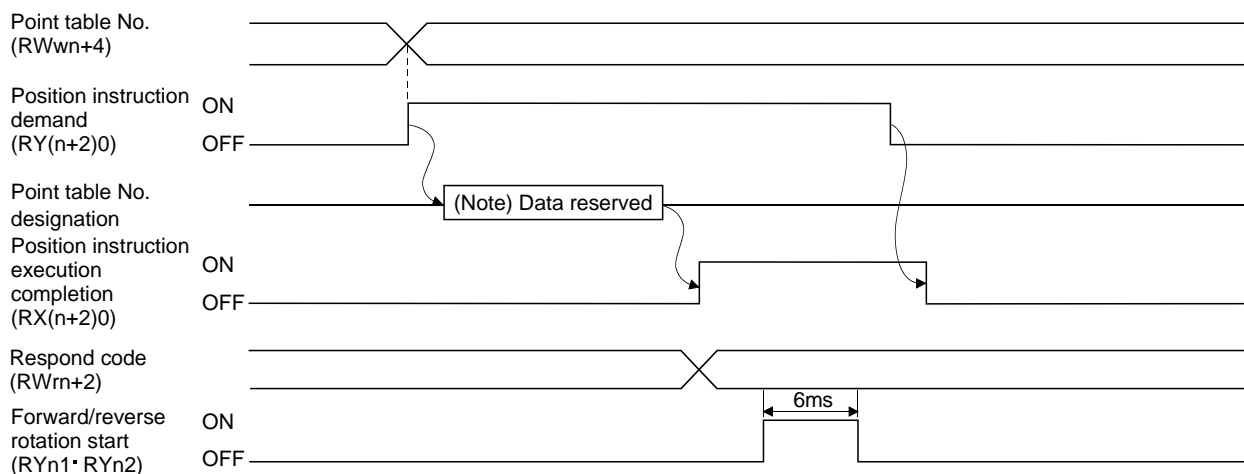 Point table No.
(RWwn+4)
Position instruction
demand
(RY(n+2)0)
ON
OFF
Point table No.
designation
(Note) Data reserved
Position instruction
execution
completion
(RX(n+2)0)
ON
OFF
Respond code
(RWrn+2)
6ms
Forward/reverse
rotation start
(RYn1･RYn2)
ON
OFF